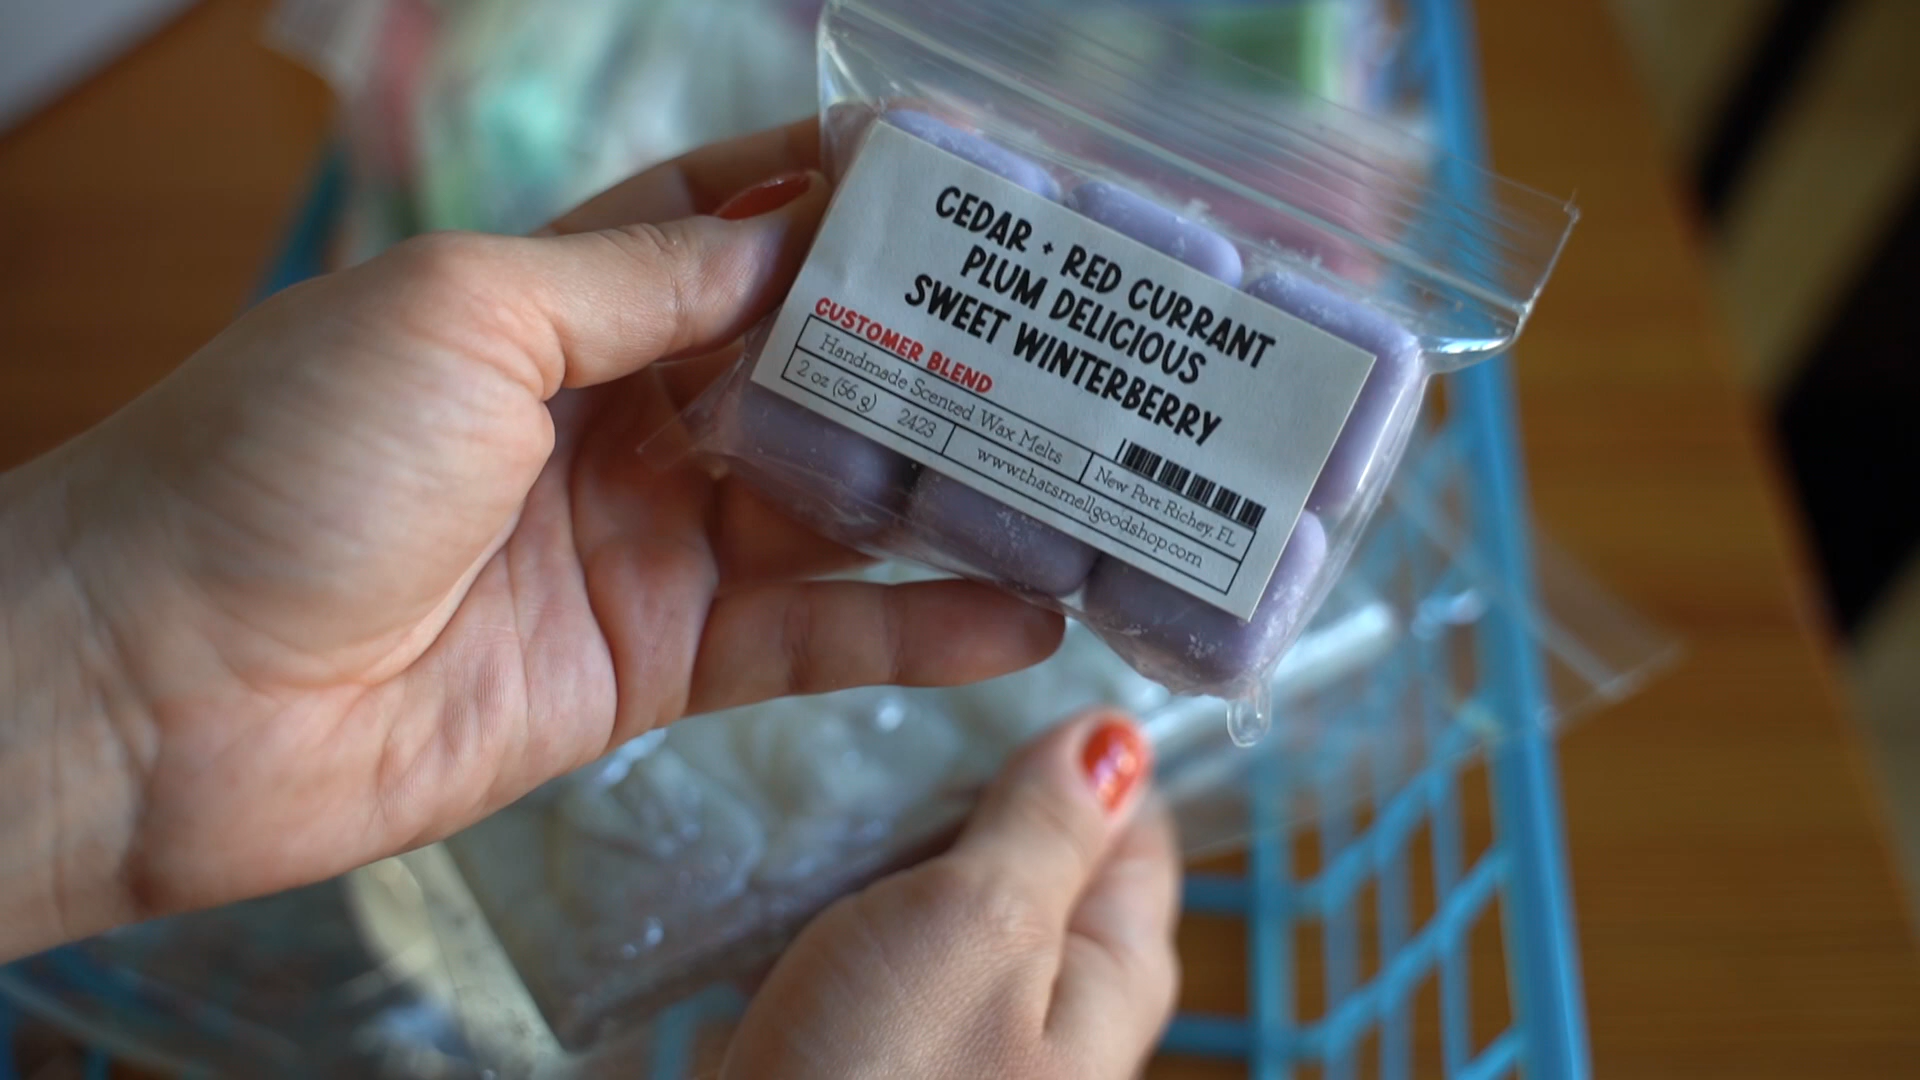 CEDAR + RED CURRANT
PLUM DELICIOUS
SWEET WINTERBERRY
CUSTOMER BLEND
Handmade Scented Wax Melts
2 oz (56 g) 2423
New Port Richey, FL
www.thatsmellgoodshop.com